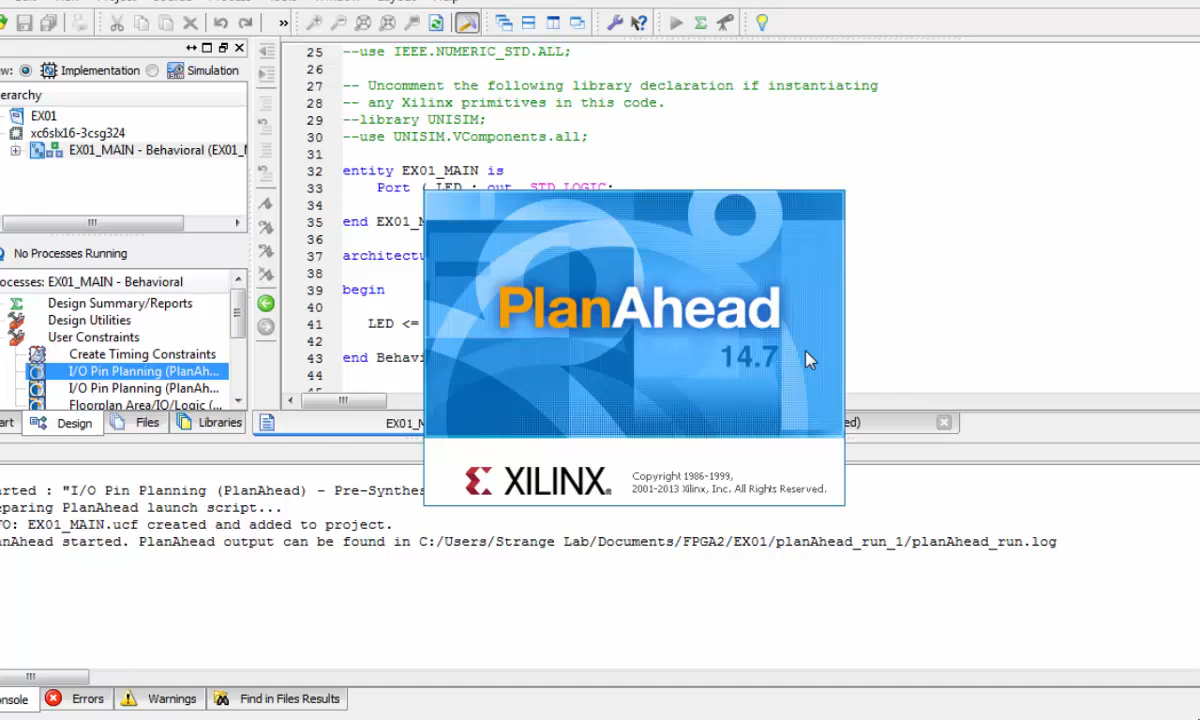 w: Implementation Simulation
erarchy
EX01
xc6slx16-3csg324
EX01_MAIN - Behavioral (EX01_M
No Processes Running
ocesses: EX01_MAIN - Behavioral
Design Summary/Reports
Design Utilities
User Constraints
Create Timing Constraints
I/O Pin Planning (PlanAh...
I/O Pin Planning (PlanAh...
Floorplan Area/IO/Logic (...
art Design Files Libraries
25 --use IEEE.NUMERIC_STD.ALL;
26
27 -- Uncomment the following library declaration if instantiating
28 -- any Xilinx primitives in this code.
29 --library UNISIM;
30 --use UNISIM.VComponents.all;
31
32 entity EX01_MAIN is
33 Port ( LED : out STD_LOGIC;
34
35 end EX01_M
36
37 architectu
38
39 begin
40
41 LED <=
42
43 end Behavi
44
EX01_M ed)
PlanAhead
14.7
XILINX®
Copyright 1986-1999,
2001-2013 Xilinx, Inc. All Rights Reserved.
arted : "I/O Pin Planning (PlanAhead) - Pre-Synthes
eparing PlanAhead launch script...
FO: EX01_MAIN.ucf created and added to project.
anAhead started. PlanAhead output can be found in C:/Users/Strange Lab/Documents/FPGA2/EX01/planAhead_run_1/planAhead_run.log
onsole Errors Warnings Find in Files Results